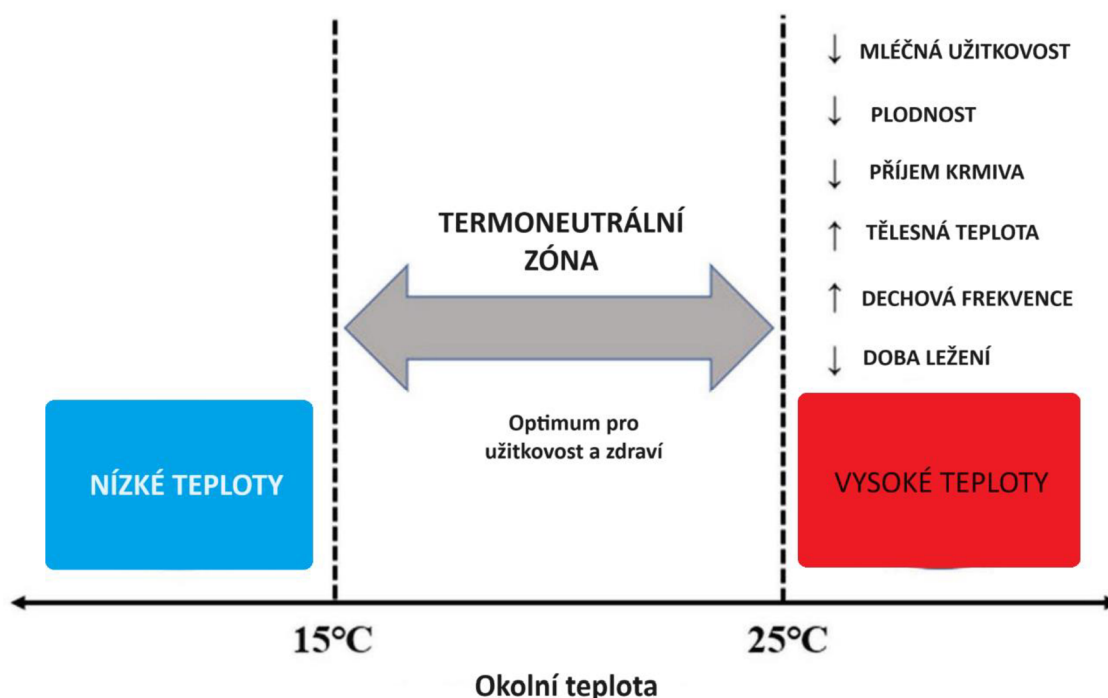 ↓ MLÉČNÁ UŽITKOVOST
↓ PLODNOST
↓ PŘÍJEM KRMIVA
↑ TĚLESNÁ TEPLOTA
↑ DECHOVÁ FREKVENCE
↓ DOBA LEŽENÍ
TERMONEUTRÁLNÍ
ZÓNA
Optimum pro
užitkovost a zdraví
NÍZKÉ TEPLOTY
VYSOKÉ TEPLOTY
15°C
25°C
Okolní teplota